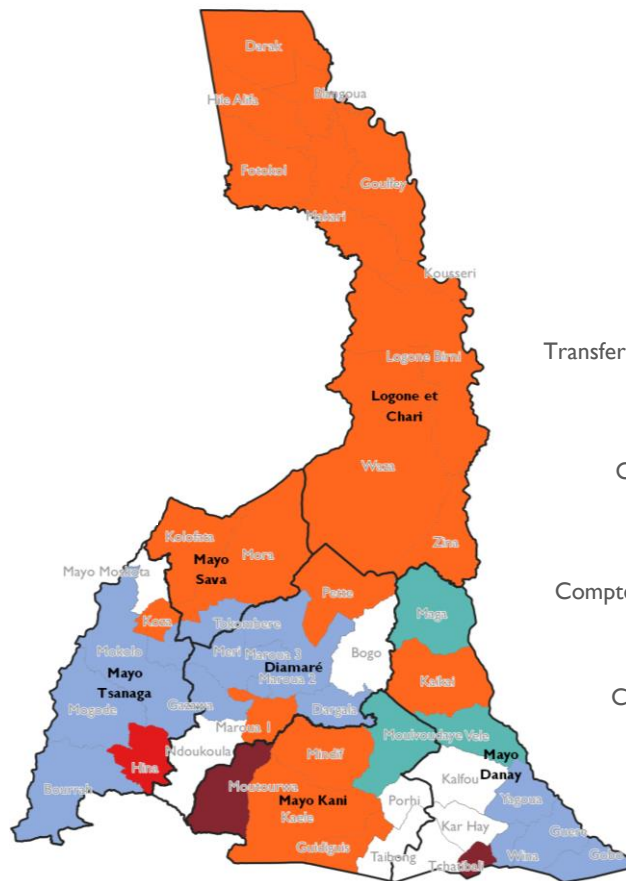 Darak
Hile Alifa
Blangoua
Fotokol
Goulfey
Makari
Kousseri
Logone Birni
Transfer
Logone et
Chari
Waza
Kolofata
Zina
Mora
Mayo
Sava
Mayo Moskota
Pette
Compt
Koza
Maga
Tokombere
Mokolo
Meri
Maroua 3
Bogo
Mayo
Tsanaga
Diamaré
Maroua 2
Kaikai
Mogode
Gazawa
Dargala
Maroua 1
Moulvoudaye
Vele
Ndoukoula
Mindif
Mayo
Danay
Hina
Kalfou
Bourrah
Moutourwa
Mayo Kani
Porhi
Yagoua
Kaele
Kar Hay
Guere
Guidiguis
Taibong
Wina
Gobo
Tchatibali